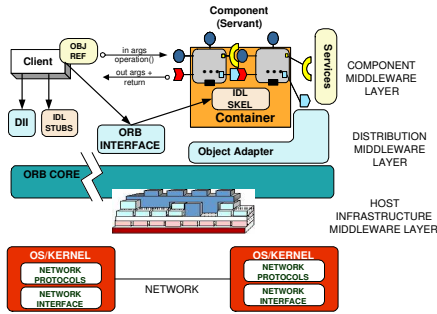 Component
(Servant)
OBJ
REF
in args
operation()
out args +
return
Client
Services
COMPONENT
MIDDLEWARE
LAYER
DII
IDL
STUBS
IDL
SKEL
Container
ORB
INTERFACE
Object Adapter
DISTRIBUTION
MIDDLEWARE
LAYER
ORB CORE
HOST
INFRASTRUCTURE
MIDDLEWARE LAYER
OS/KERNEL
NETWORK
PROTOCOLS
NETWORK
INTERFACE
NETWORK
OS/KERNEL
NETWORK
PROTOCOLS
NETWORK
INTERFACE